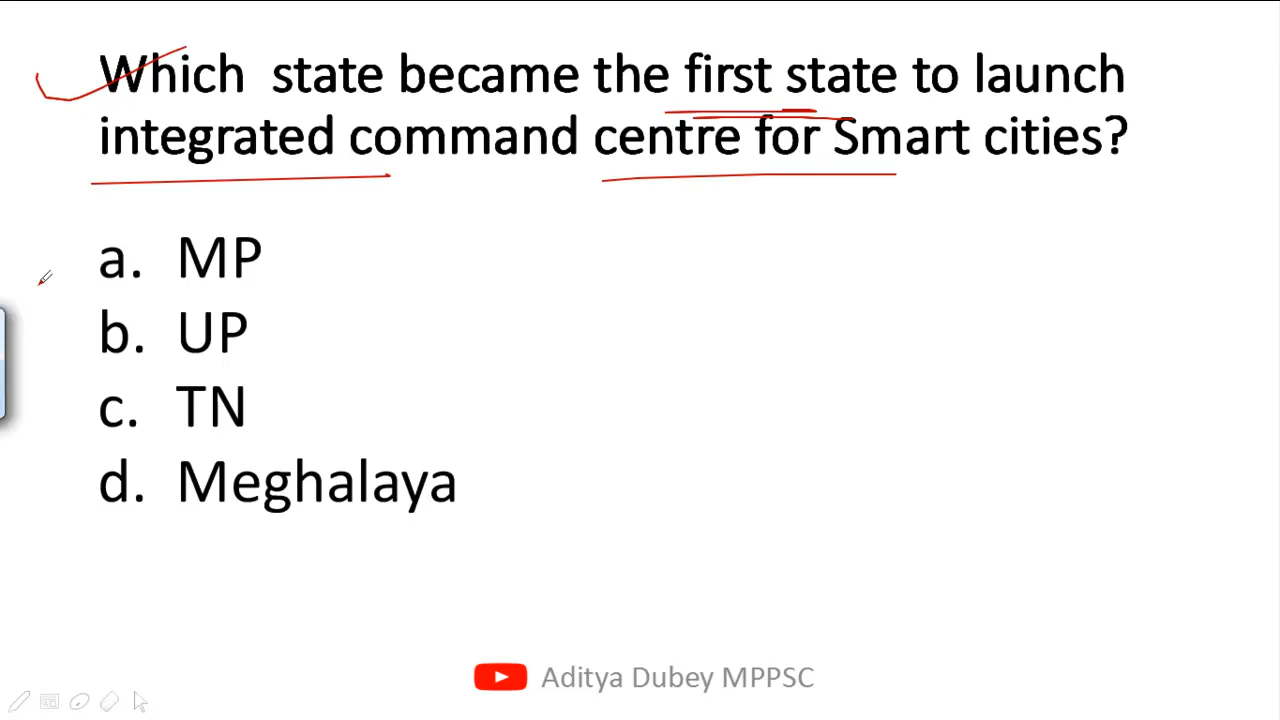 Which state became the first state to launch
integrated command centre for Smart cities?
a. MP
b. UP
c. TN
d. Meghalaya
Aditya Dubey MPPSC